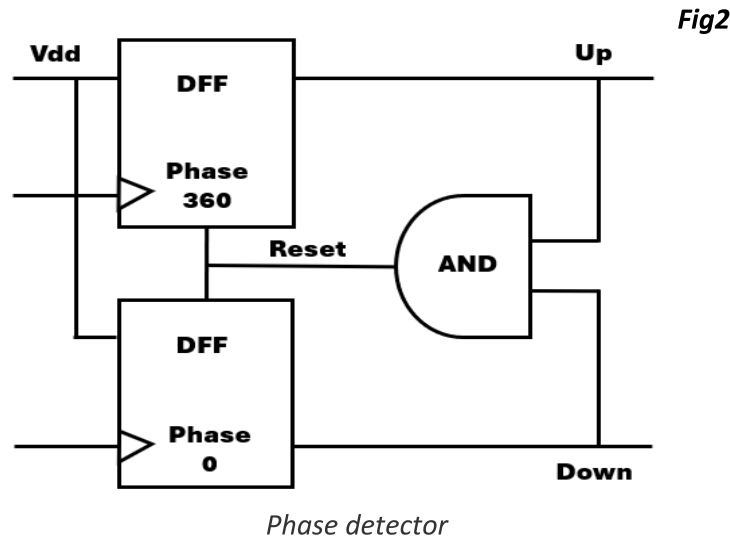 Fig2
Vdd
Up
DFF
Phase
360
Reset
AND
DFF
Phase
0
Down
Phase detector